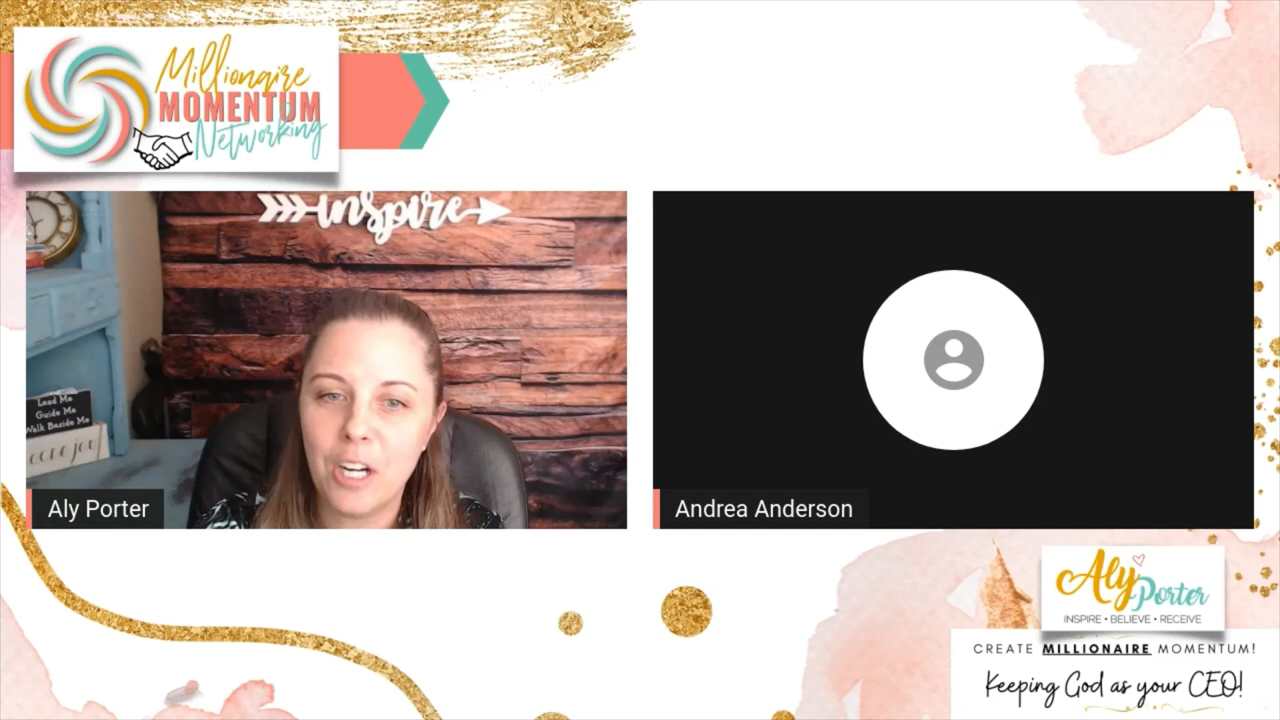 Millionaire
MOMENTUM
Networking
inspire
Lead Me
Guide Me
Walk Beside Me
Aly Porter
Andrea Anderson
Aly
Porter
INSPIRE • BELIEVE • RECEIVE
CREATE MILLIONAIRE MOMENTUM!
Keeping God as your CEO!